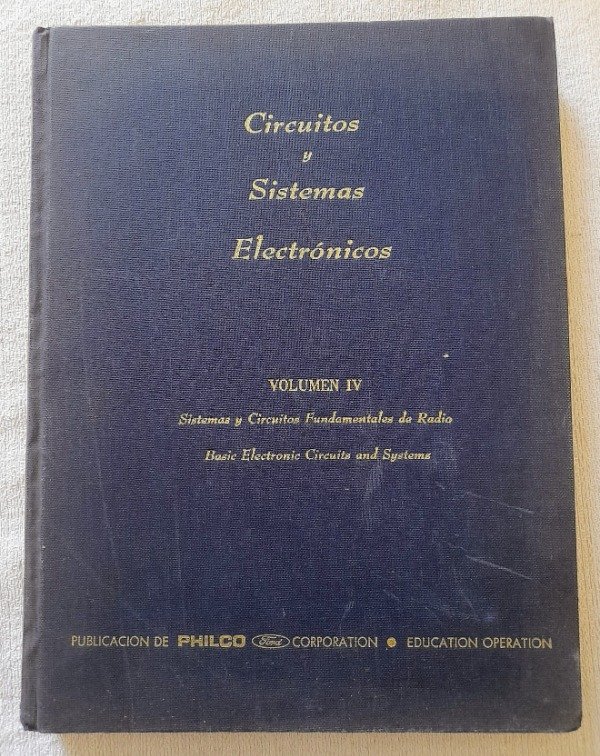 Circuitos
y
Sistemas
Electrónicos
VOLUMEN IV
Sistemas y Circuitos Fundamentales de Radio
Basic Electronic Circuits and Systems
PUBLICACION DE PHILCO Ford CORPORATION • EDUCATION OPERATION